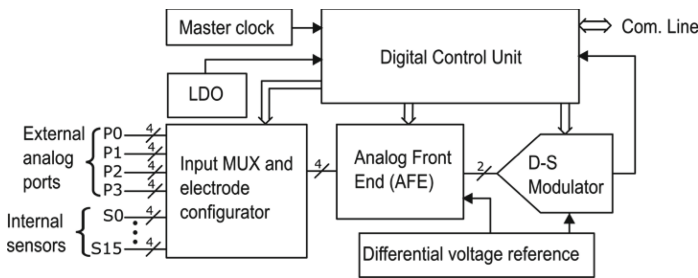 Master clock
Digital Control Unit
Com. Line
LDO
External
analog
ports
P0
4
P1
4
P2
4
P3
4
Internal
sensors
S0
4
S15
4
Input MUX and
electrode
configurator
4
Analog Front
End (AFE)
2
D-S
Modulator
Differential voltage reference